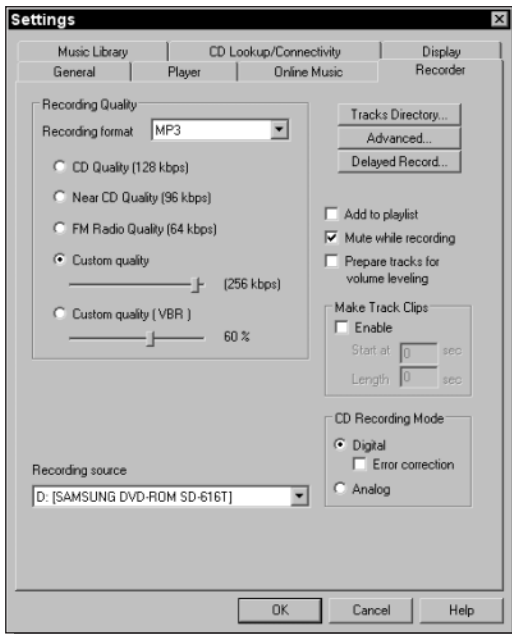 Settings
Music Library CD Lookup/Connectivity Display
General Player Online Music Recorder
Recording Quality
Recording format MP3
CD Quality (128 kbps)
Near CD Quality (96 kbps)
FM Radio Quality (64 kbps)
Custom quality
(256 kbps)
Custom quality ( VBR )
60 %
Recording source
D: [SAMSUNG DVD-ROM SD-616T]
Tracks Directory...
Advanced...
Delayed Record...
Add to playlist
Mute while recording
Prepare tracks for
volume leveling
Make Track Clips
Enable
Start at 0 sec
Length 0 sec
CD Recording Mode
Digital
Error correction
Analog
OK Cancel Help